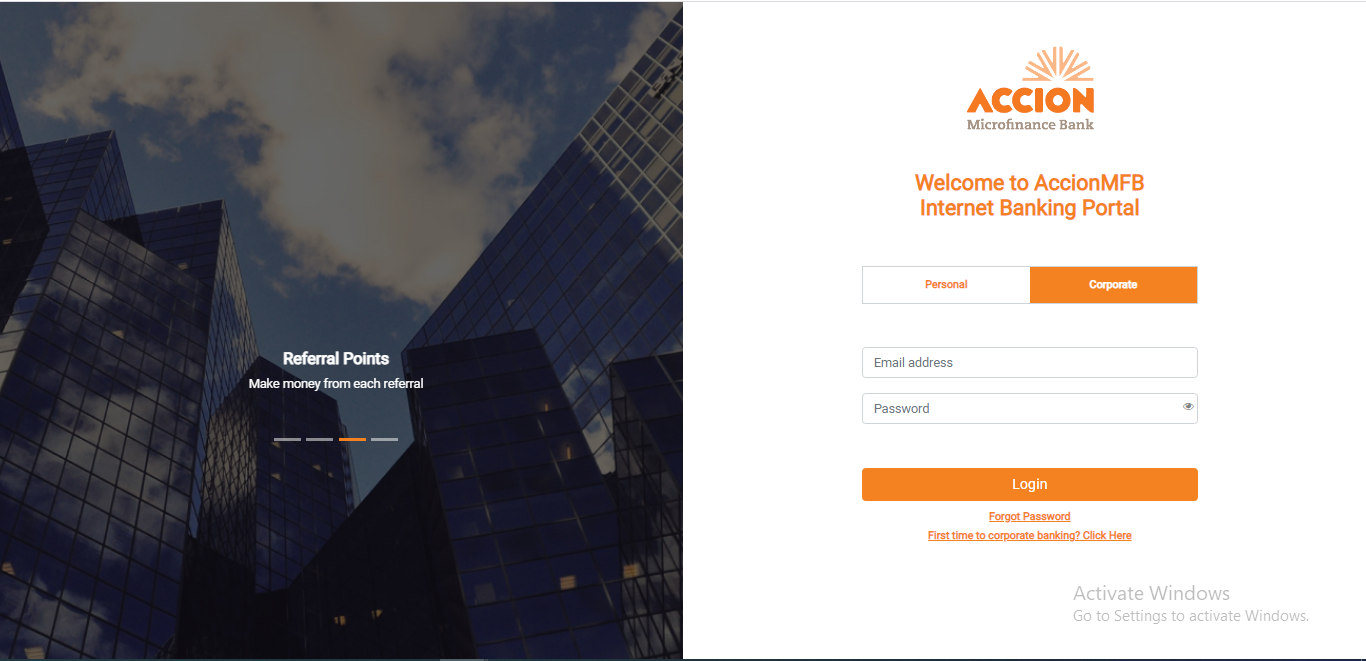 Referral Points
Make money from each referral
ACCION
Microfinance Bank
Welcome to AccionMFB
Internet Banking Portal
Personal
Corporate
Email address
Password
Login
Forgot Password
First time to corporate banking? Click Here
Activate Windows
Go to Settings to activate Windows.